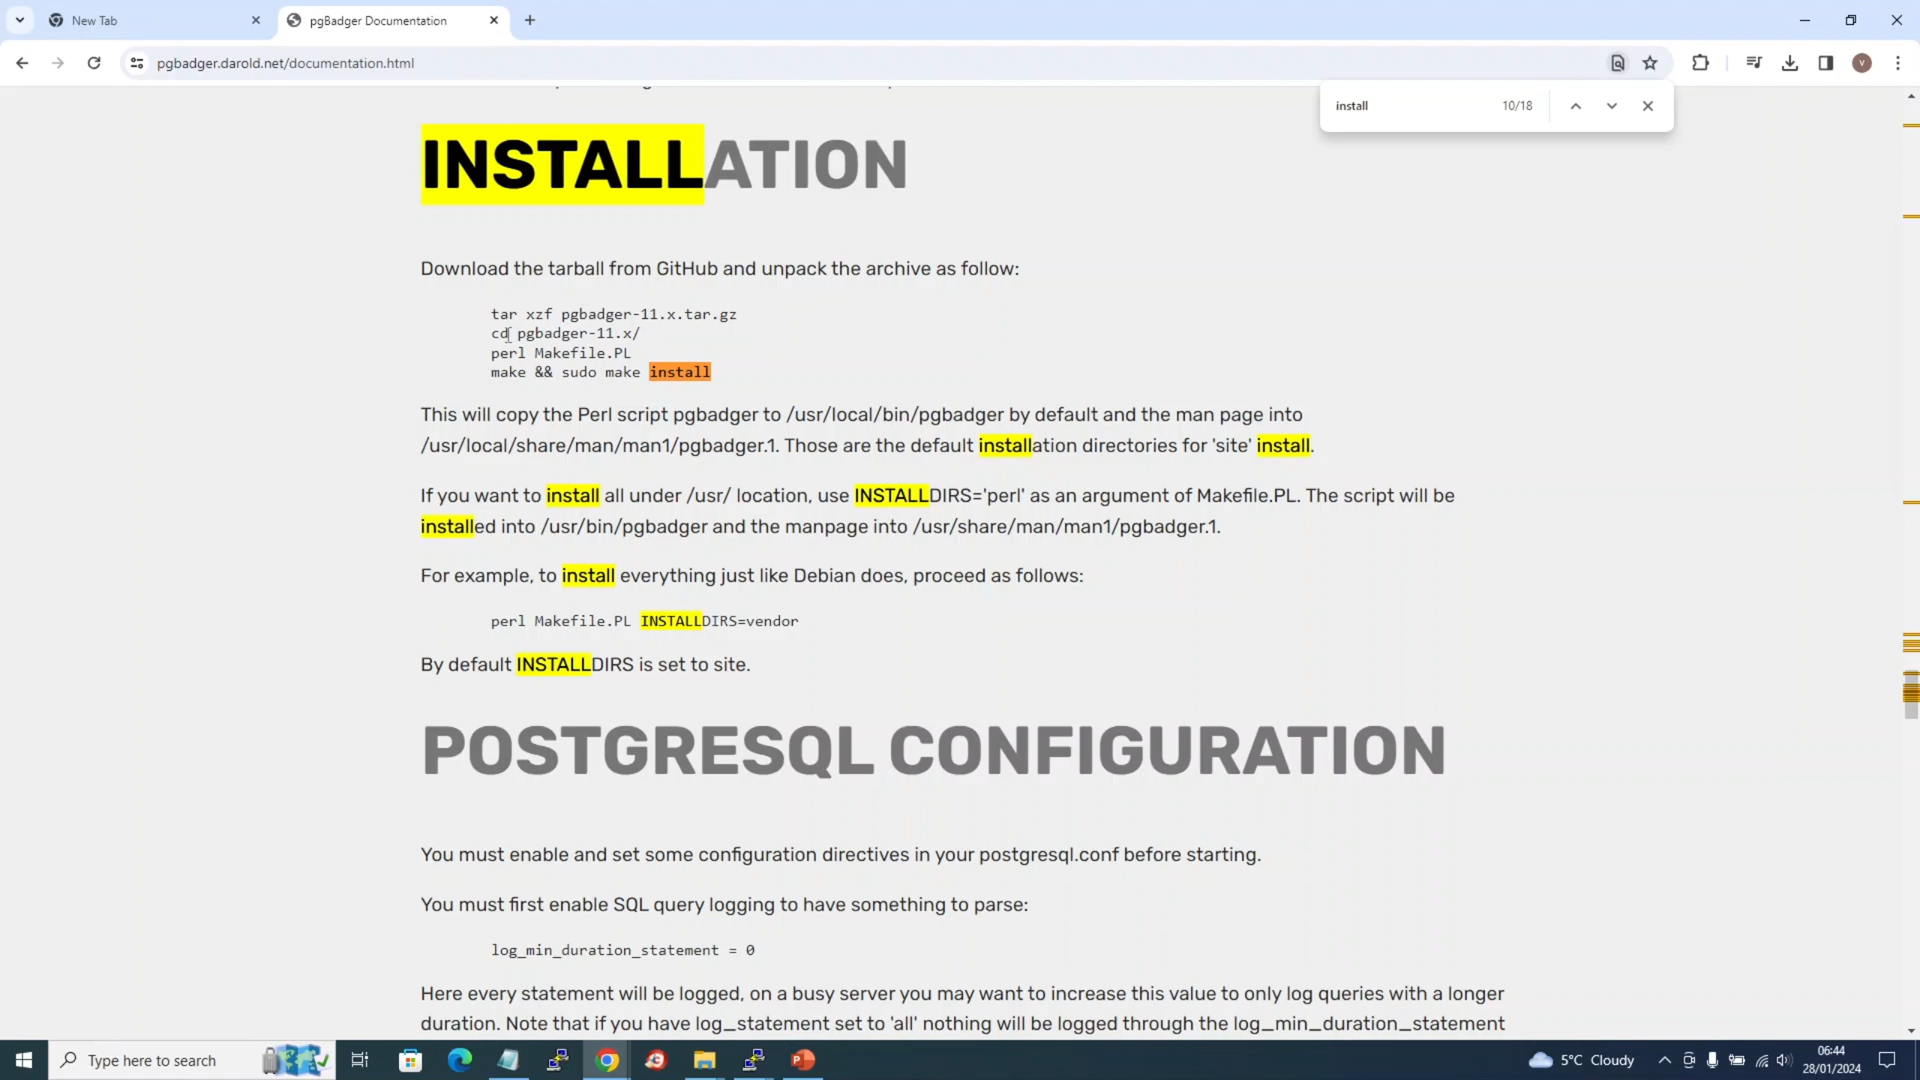 New Tab
pgBadger Documentation
pgbadger.darold.net/documentation.html
V
install 10/18
INSTALLATION
Download the tarball from GitHub and unpack the archive as follow:
tar xzf pgbadger-11.x.tar.gz
cd pgbadger-11.x/
perl Makefile.PL
make && sudo make install
This will copy the Perl script pgbadger to /usr/local/bin/pgbadger by default and the man page into
/usr/local/share/man/man1/pgbadger.1. Those are the default installation directories for 'site' install.
If you want to install all under /usr/ location, use INSTALLDIRS='perl' as an argument of Makefile.PL. The script will be
installed into /usr/bin/pgbadger and the manpage into /usr/share/man/man1/pgbadger.1.
For example, to install everything just like Debian does, proceed as follows:
perl Makefile.PL INSTALLDIRS=vendor
By default INSTALLDIRS is set to site.
POSTGRESQL CONFIGURATION
You must enable and set some configuration directives in your postgresql.conf before starting.
You must first enable SQL query logging to have something to parse:
log_min_duration_statement = 0
Here every statement will be logged, on a busy server you may want to increase this value to only log queries with a longer
duration. Note that if you have log_statement set to 'all' nothing will be logged through the log_min_duration_statement
Type here to search
5°C Cloudy
06:44
28/01/2024